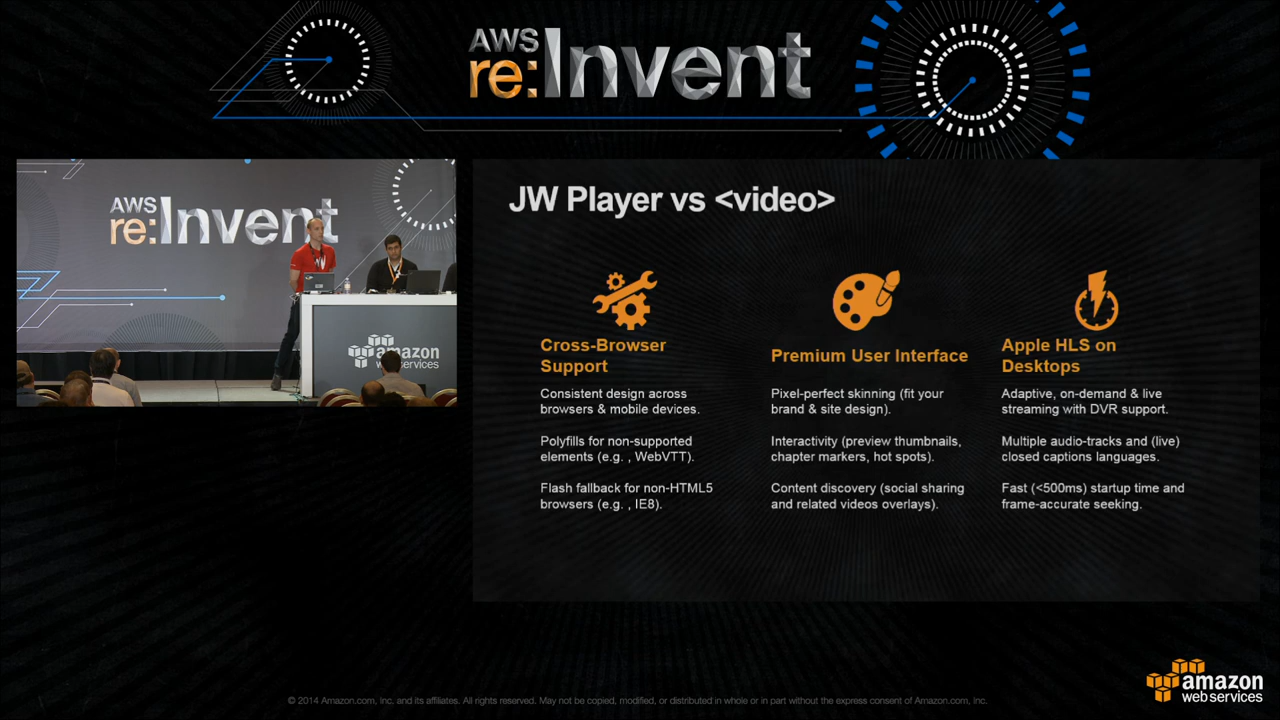 AWS
re:Invent
AWS
re:Invent
amazon
web services
JW Player vs <video>
Cross-Browser
Support
Consistent design across
browsers & mobile devices.
Polyfills for non-supported
elements (e.g. , WebVTT).
Flash fallback for non-HTML5
browsers (e.g. , IE8).
Premium User Interface
Pixel-perfect skinning (fit your
brand & site design).
Interactivity (preview thumbnails,
chapter markers, hot spots).
Content discovery (social sharing
and related videos overlays).
Apple HLS on
Desktops
Adaptive, on-demand & live
streaming with DVR support.
Multiple audio-tracks and (live)
closed captions languages.
Fast (<500ms) startup time and
frame-accurate seeking.
© 2014 Amazon.com, Inc. and its affiliates. All rights reserved. May not be copied, modified, or distributed in whole or in part without the express consent of Amazon.com, Inc.
amazon
web services